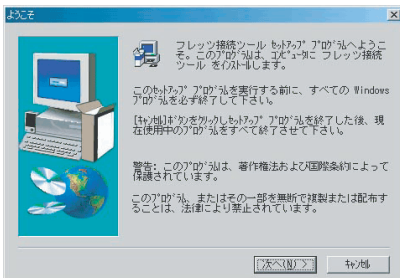 ようこそ
フレッツ接続ツール ｾｯﾄｱｯﾌﾟ ﾌﾟﾛｸﾞﾗﾑへようこ
そ。このﾌﾟﾛｸﾞﾗﾑは、ｺﾝﾋﾟｭｰﾀに フレッツ接続
ツール をｲﾝｽﾄｰﾙします。
このｾｯﾄｱｯﾌﾟ ﾌﾟﾛｸﾞﾗﾑを実行する前に、すべての Windows
ﾌﾟﾛｸﾞﾗﾑを必ず終了して下さい。
[ｷｬﾝｾﾙ]ﾎﾞﾀﾝをｸﾘｯｸしｾｯﾄｱｯﾌﾟ ﾌﾟﾛｸﾞﾗﾑを終了した後、現
在使用中のﾌﾟﾛｸﾞﾗﾑをすべて終了させて下さい。
警告: このﾌﾟﾛｸﾞﾗﾑは、著作権法および国際条約によって
保護されています。
このﾌﾟﾛｸﾞﾗﾑ、またはその一部を無断で複製または配布す
ることは、法律により禁止されています。
次へ(N) >
ｷｬﾝｾﾙ